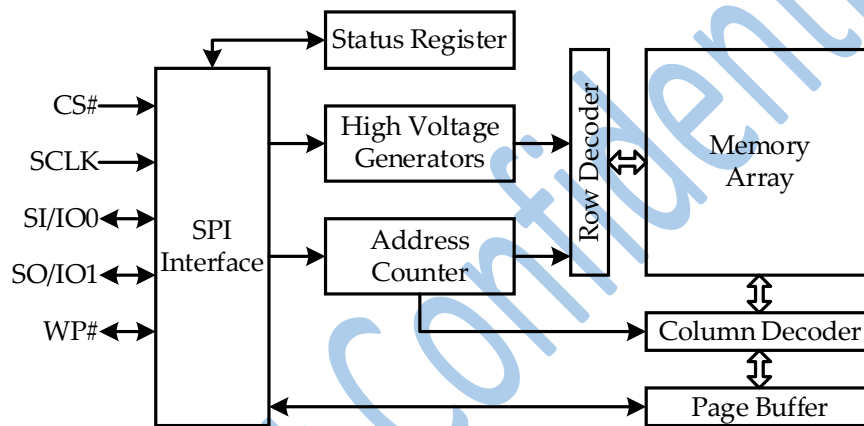 Status Register
CS#
SCLK
SI/IO0
SO/IO1
WP#
SPI
Interface
High Voltage
Generators
Address
Counter
Row Decoder
Memory
Array
Column Decoder
Page Buffer
Confidential